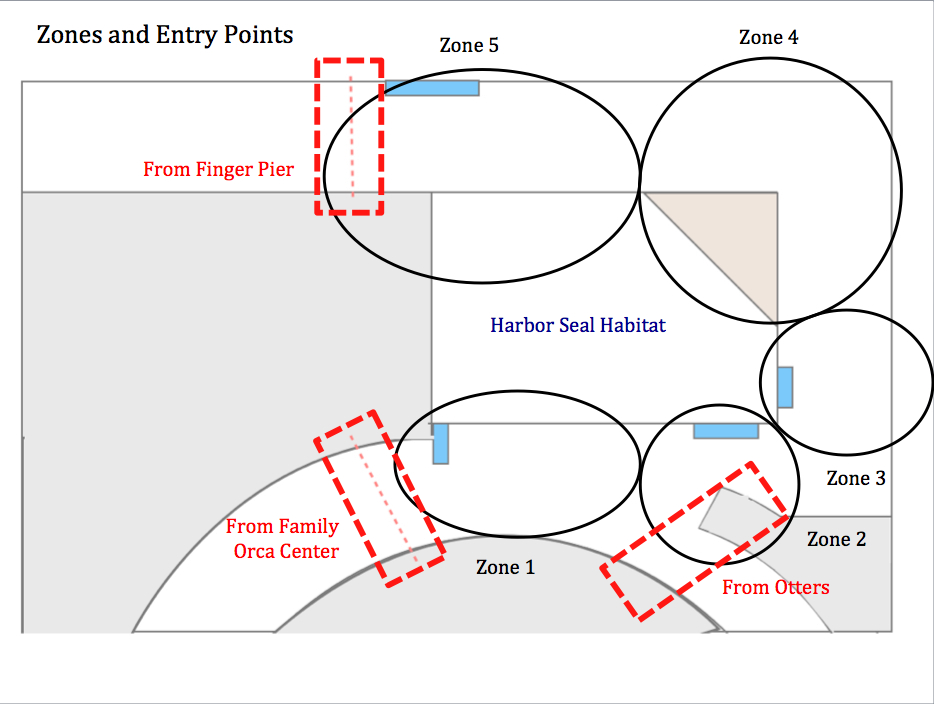 Zones and Entry Points
Zone 5
Zone 4
From Finger Pier
Harbor Seal Habitat
Zone 3
From Family
Orca Center
Zone 2
Zone 1
From Otters